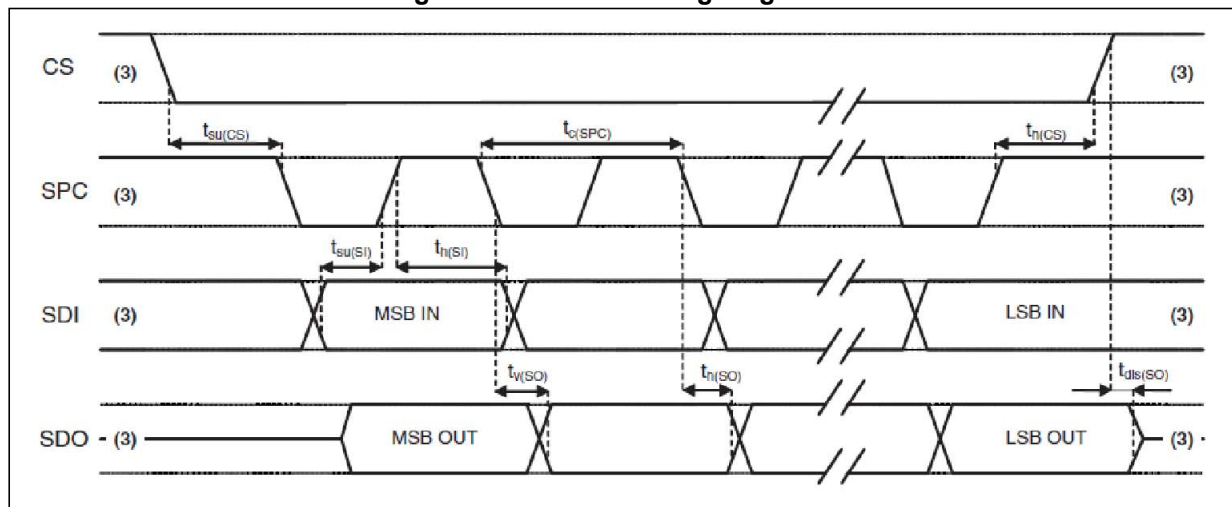 CS (3) (3)
t_su(CS) t_c(SPC) t_h(CS)
SPC (3) (3)
t_su(SI) t_h(SI)
SDI (3) MSB IN LSB IN (3)
t_v(SO) t_h(SO) t_dis(SO)
SDO (3) MSB OUT LSB OUT (3)